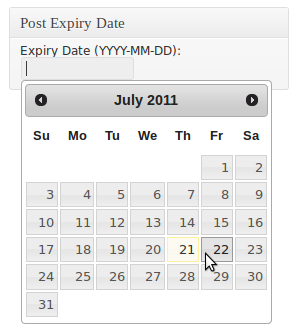 Post Expiry Date
Expiry Date (YYYY-MM-DD):
July 2011
Su Mo Tu We Th Fr Sa
1 2
3 4 5 6 7 8 9
10 11 12 13 14 15 16
17 18 19 20 21 22 23
24 25 26 27 28 29 30
31